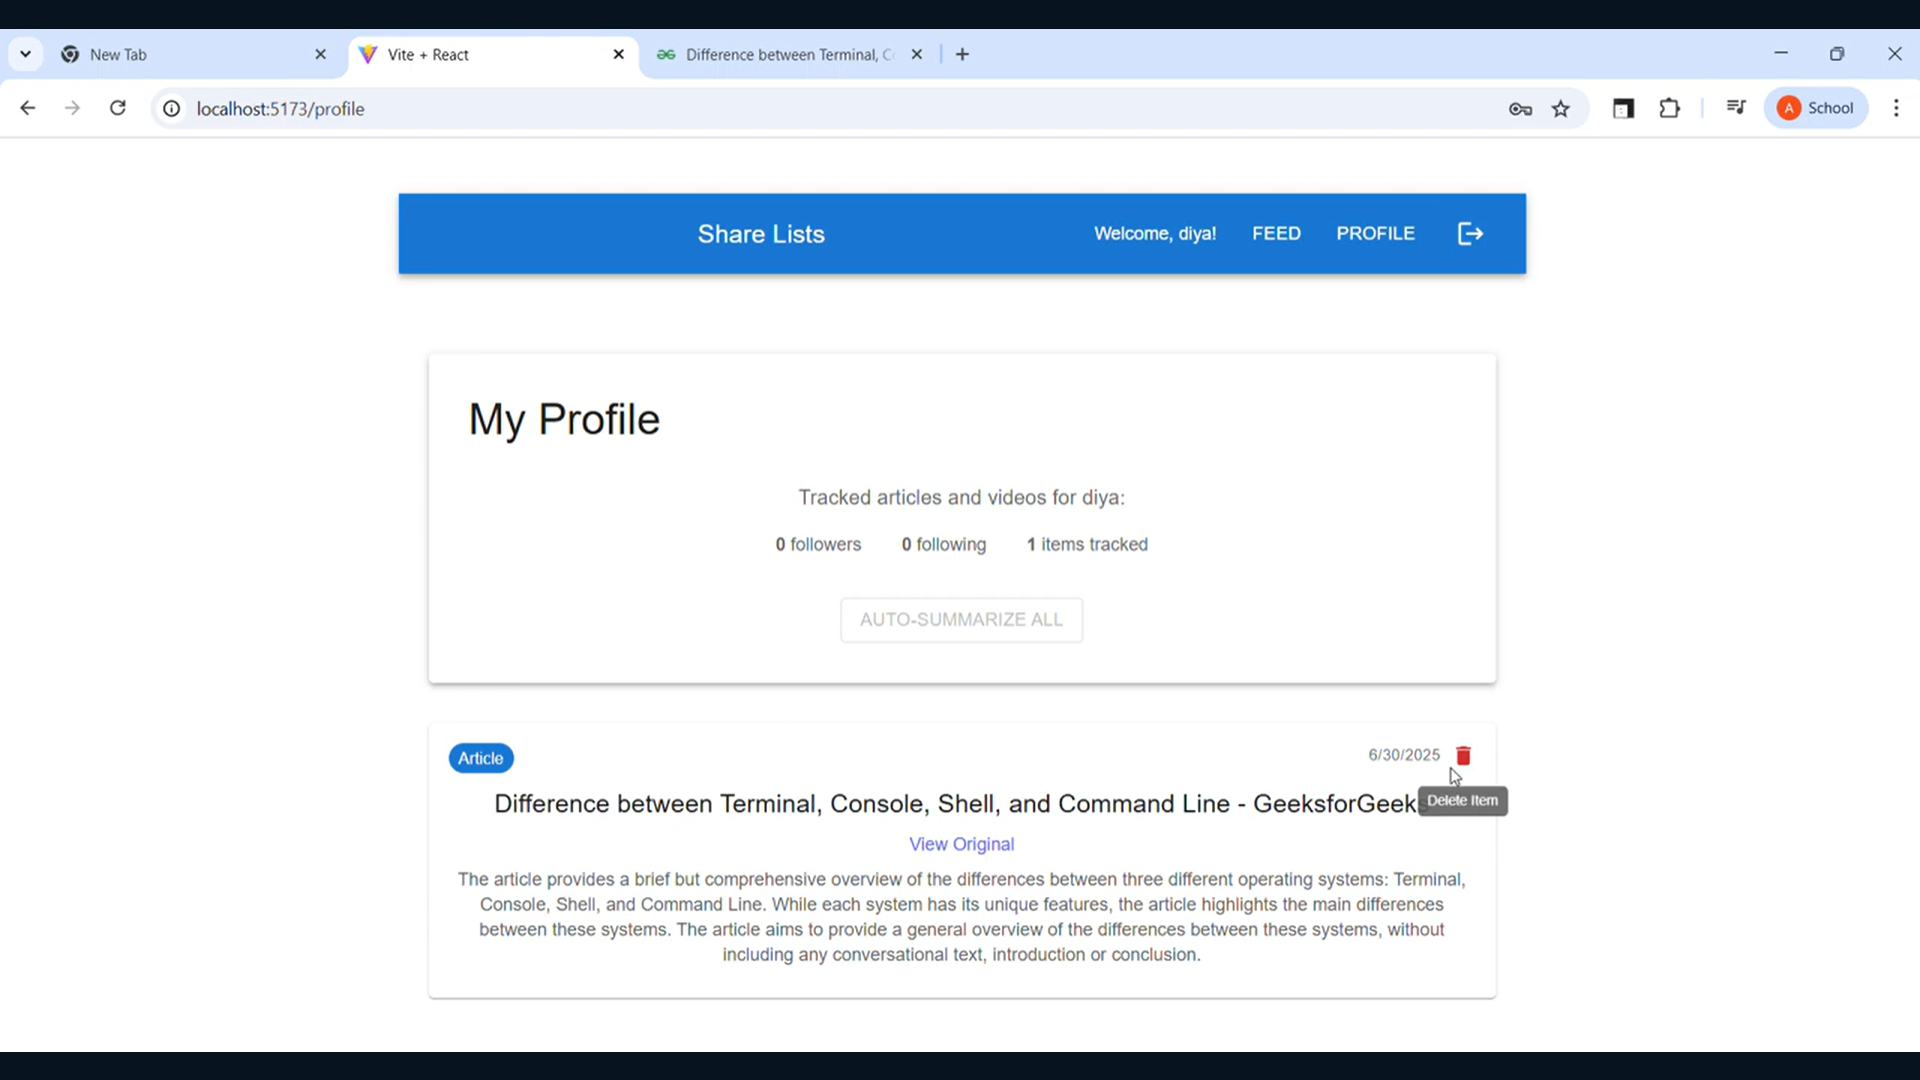 New Tab
Vite + React
Difference between Terminal, C
localhost:5173/profile
A
School
Share Lists
Welcome, diya!
FEED
PROFILE
My Profile
Tracked articles and videos for diya:
0 followers
0 following
1 items tracked
AUTO-SUMMARIZE ALL
Article
6/30/2025
Difference between Terminal, Console, Shell, and Command Line - GeeksforGeek
Delete Item
View Original
The article provides a brief but comprehensive overview of the differences between three different operating systems: Terminal,
Console, Shell, and Command Line. While each system has its unique features, the article highlights the main differences
between these systems. The article aims to provide a general overview of the differences between these systems, without
including any conversational text, introduction or conclusion.